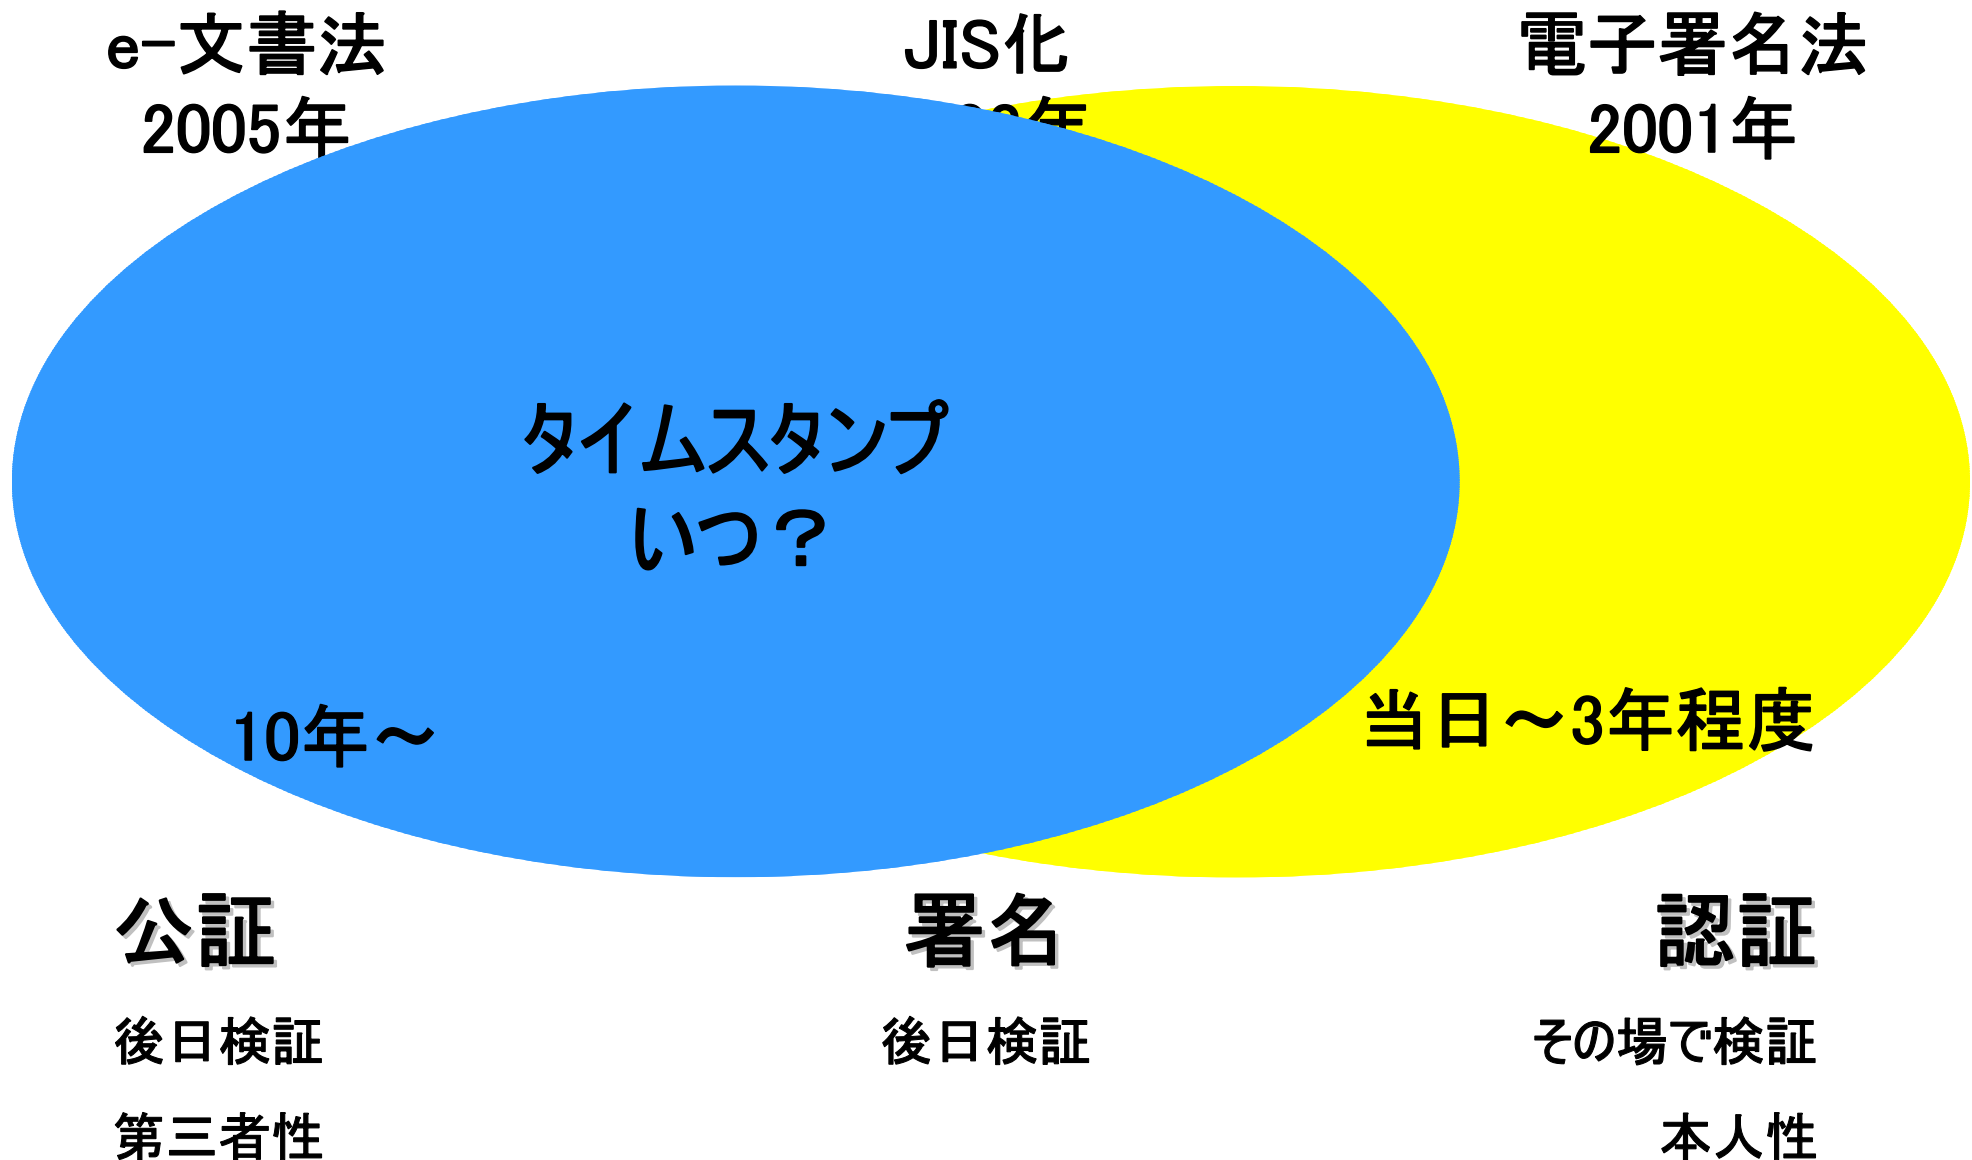 e-文書法
2005年
JIS化
年
電子署名法
2001年
タイムスタンプ
いつ？
10年～
当日～3年程度
公証
署名
認証
後日検証
後日検証
その場で検証
第三者性
本人性